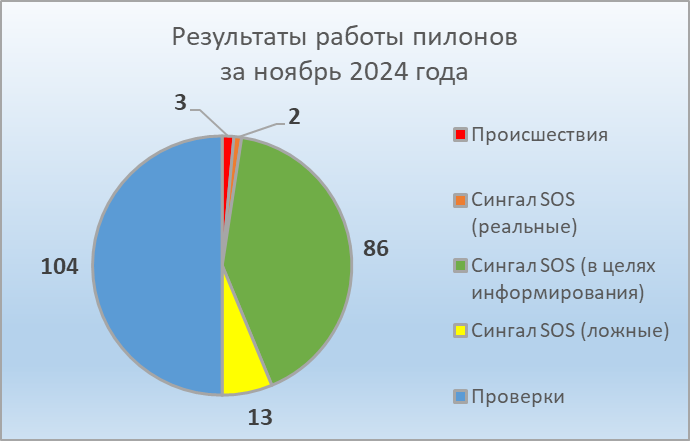 Результаты работы пилонов
за ноябрь 2024 года
3
2
86
104
13
Происшествия
Сингал SOS
(реальные)
Сингал SOS (в целях
информирования)
Сингал SOS (ложные)
Проверки